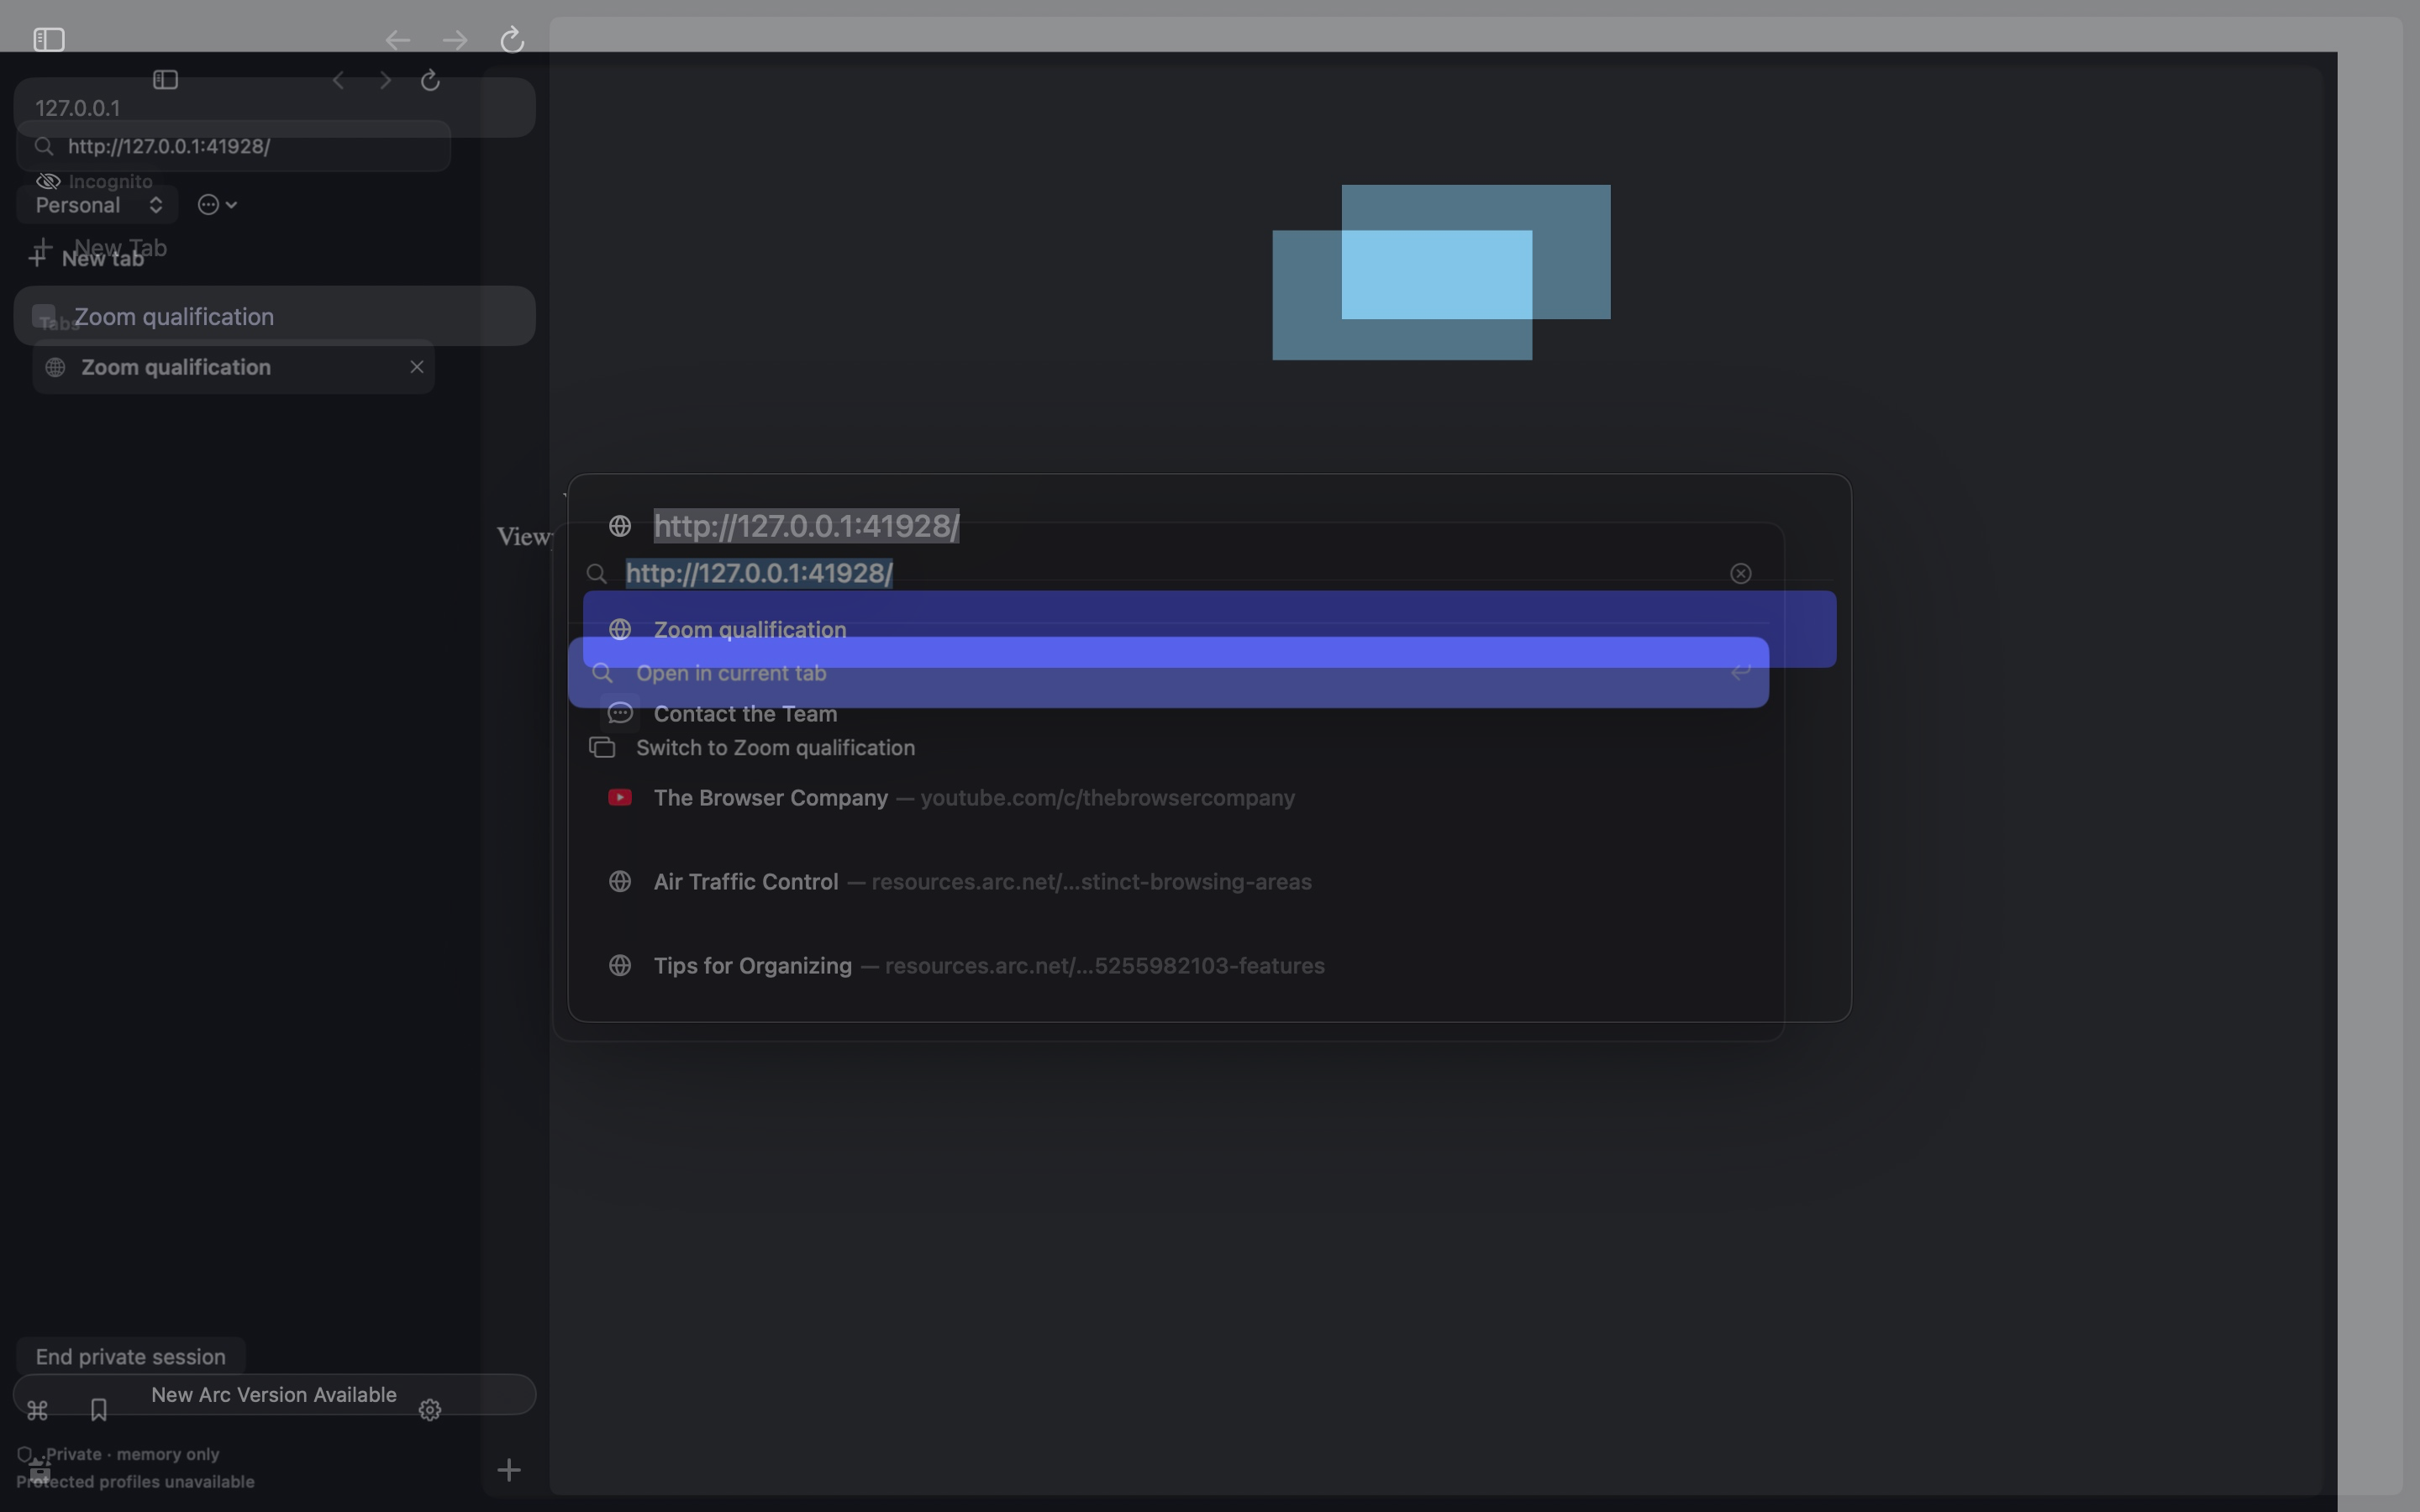 127.0.0.1
http://127.0.0.1:41928/
Incognito
Personal
New Tab
New tab
Zoom qualification
Tabs
Zoom qualification
View
http://127.0.0.1:41928/
http://127.0.0.1:41928/
Zoom qualification
Open in current tab
Contact the Team
Switch to Zoom qualification
The Browser Company — youtube.com/c/thebrowsercompany
Air Traffic Control — resources.arc.net/...stinct-browsing-areas
Tips for Organizing — resources.arc.net/...5255982103-features
End private session
New Arc Version Available
Private · memory only
Protected profiles unavailable